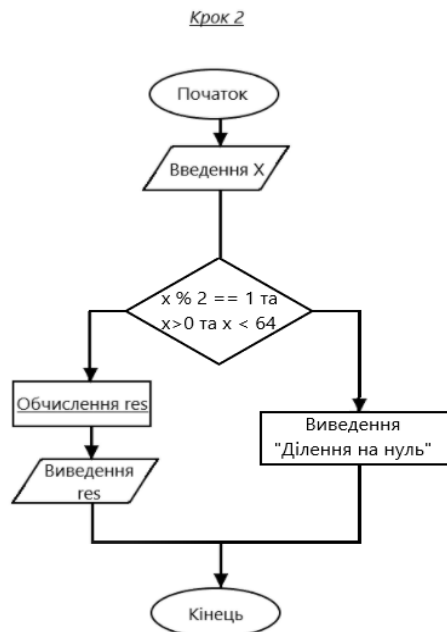 Крок 2
Початок
Введення X
x % 2 == 1 та
x>0 та x < 64
Обчислення res
Виведення
res
Виведення
"Ділення на нуль"
Кінець